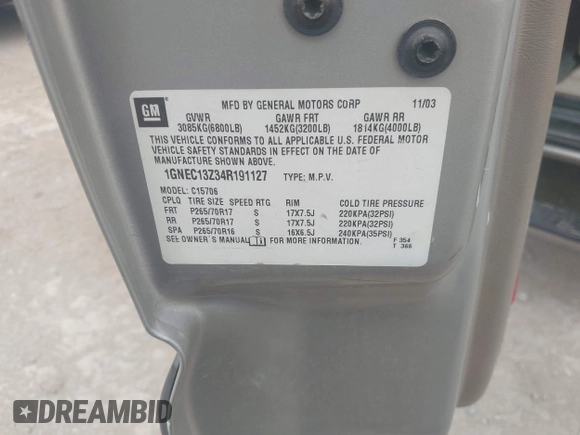 GM
MFD BY GENERAL MOTORS CORP 11/03
GVWR GAWR FRT GAWR RR
3085KG(6800LB) 1452KG(3200LB) 1814KG(4000LB)
THIS VEHICLE CONFORMS TO ALL APPLICABLE U.S. FEDERAL MOTOR
VEHICLE SAFETY STANDARDS IN EFFECT ON THE DATE OF
MANUFACTURE SHOWN ABOVE.
1GNEC13Z34R191127 TYPE: M.P.V.
MODEL: C15706
CPLQ TIRE SIZE SPEED RTG RIM COLD TIRE PRESSURE
FRT P265/70R17 S 17X7.5J 220KPA(32PSI)
RR P265/70R17 S 17X7.5J 220KPA(32PSI)
SPA P265/70R16 S 16X6.5J 240KPA(35PSI)
SEE OWNER'S MANUAL FOR MORE INFORMATION.
F 354
T 366
DREAMBID